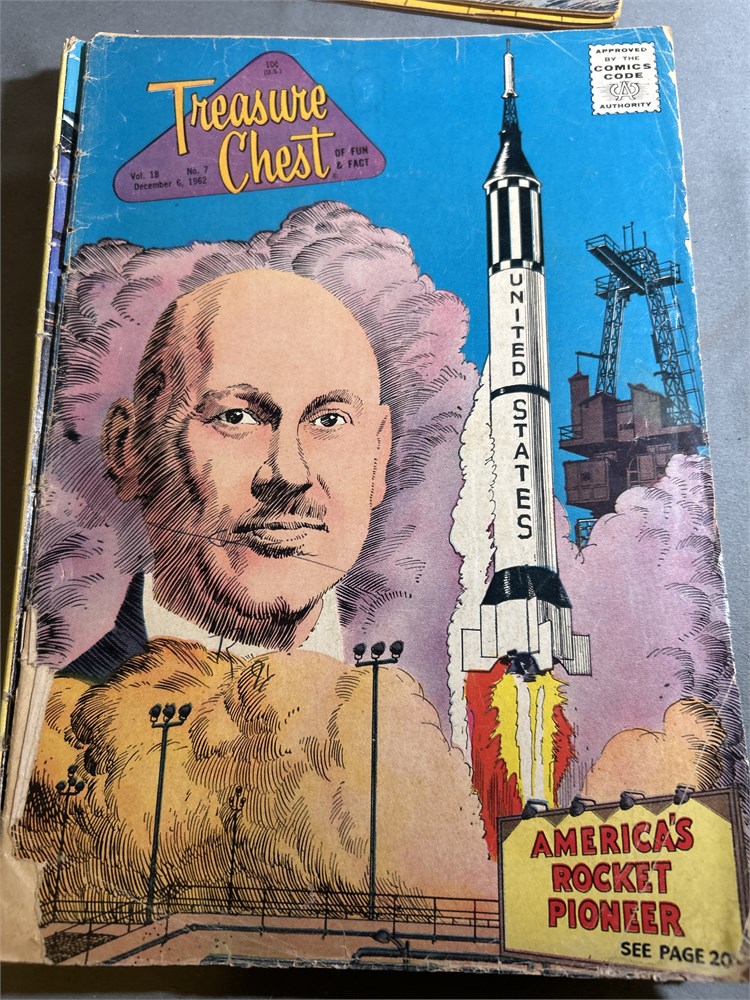 10¢
(U.S.)
Treasure
Chest
OF FUN
& FACT
Vol. 18 No. 7
December 6, 1962
APPROVED
BY THE
COMICS
CODE
CA
AUTHORITY
UNITED
STATES
AMERICA'S
ROCKET
PIONEER
SEE PAGE 20